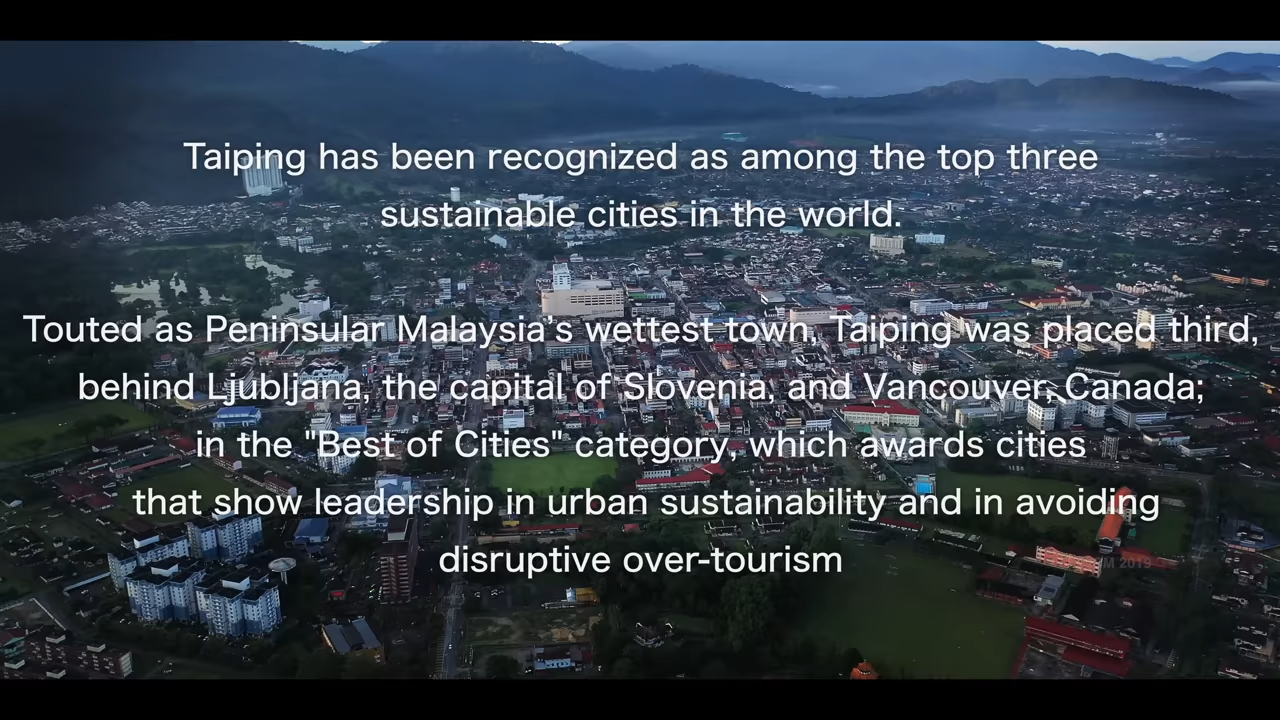 Taiping has been recognized as among the top three
sustainable cities in the world.
Touted as Peninsular Malaysia’s wettest town, Taiping was placed third,
behind Ljubljana, the capital of Slovenia, and Vancouver, Canada;
in the "Best of Cities" category, which awards cities
that show leadership in urban sustainability and in avoiding
disruptive over-tourism
2019